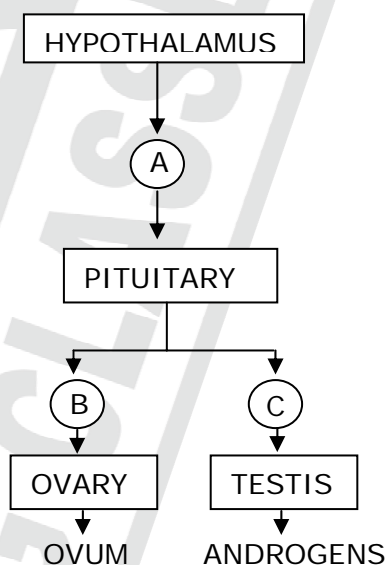 HYPOTHALAMUS
A
PITUITARY
B C
OVARY TESTIS
OVUM ANDROGENS